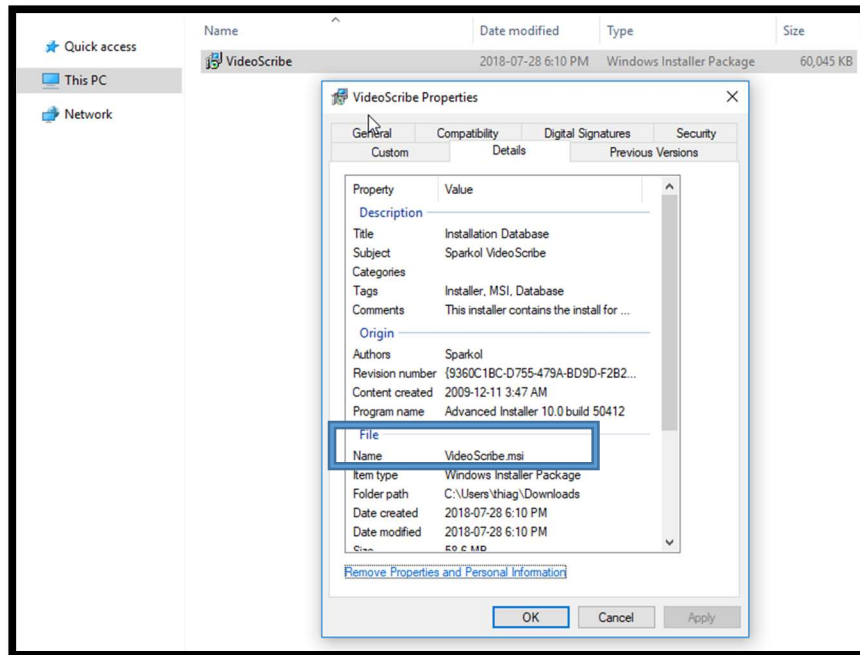 Name Date modified Type Size
Quick access
VideoScribe 2018-07-28 6:10 PM Windows Installer Package 60,045 KB
This PC
Network
VideoScribe Properties
General Compatibility Digital Signatures Security
Custom Details Previous Versions
Property Value
Description
Title Installation Database
Subject Sparkol VideoScribe
Categories
Tags Installer, MSI, Database
Comments This installer contains the install for ...
Origin
Authors Sparkol
Revision number {9360C1BC-D755-479A-BD9D-F2B2...
Content created 2009-12-11 3:47 AM
Program name Advanced Installer 10.0 build 50412
File
Name VideoScribe.msi
Item type Windows Installer Package
Folder path C:\Users\thiag\Downloads
Date created 2018-07-28 6:10 PM
Date modified 2018-07-28 6:10 PM
Size 58.6 MB
Remove Properties and Personal Information
OK Cancel Apply